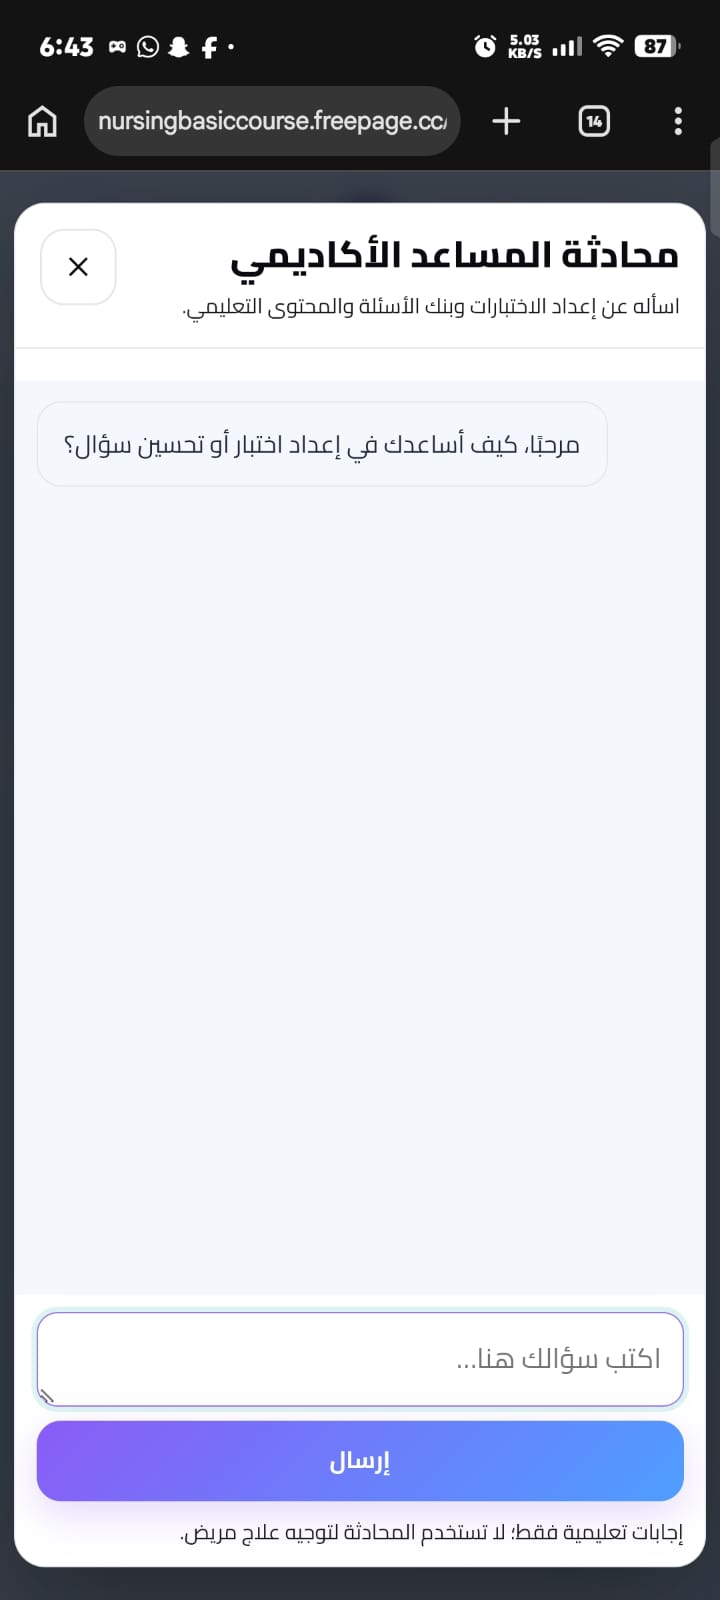 6:43
5.03
KB/S
87
nursingbasiccourse.freepage.cc/
14
محادثة المساعد الأكاديمي
اسأله عن إعداد الاختبارات وبنك الأسئلة والمحتوى التعليمي.
مرحبًا، كيف أساعدك في إعداد اختبار أو تحسين سؤال؟
اكتب سؤالك هنا...
إرسال
إجابات تعليمية فقط؛ لا تستخدم المحادثة لتوجيه علاج مريض.